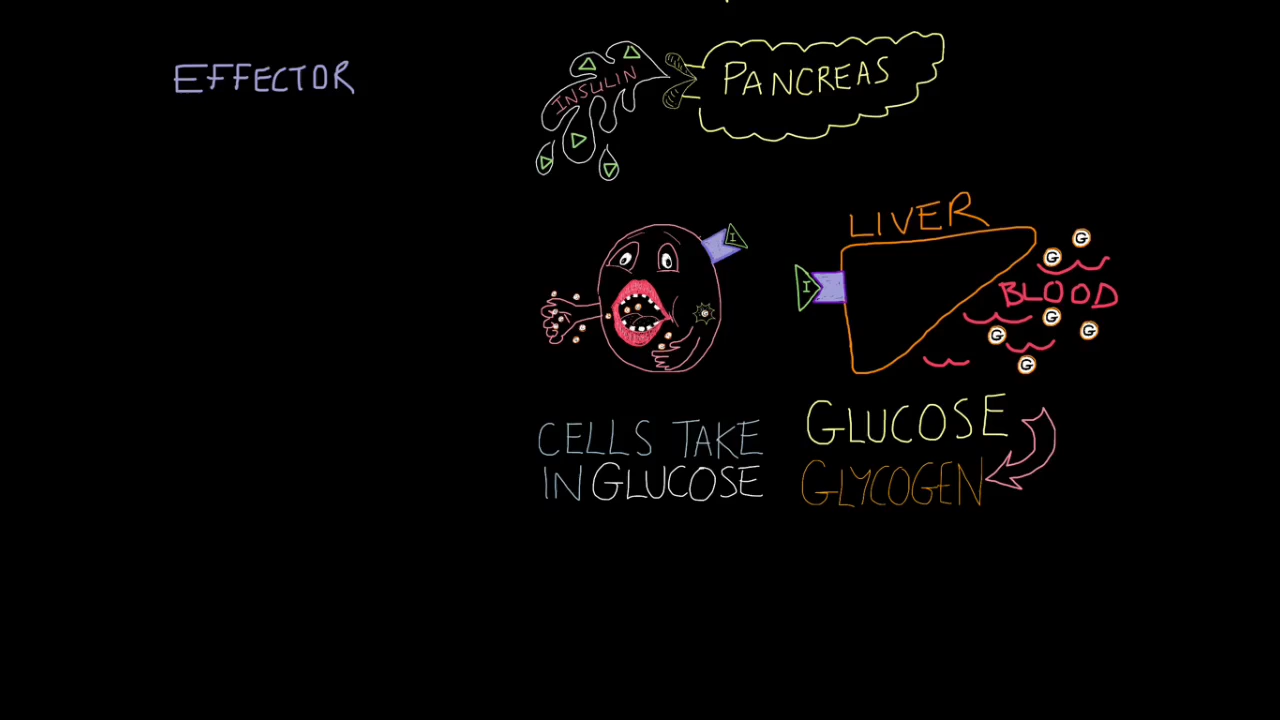 EFFECTOR
INSULIN
PANCREAS
I
LIVER
I
G
G
BLOOD
G
G
G
G
CELLS TAKE
IN GLUCOSE
GLUCOSE
GLYCOGEN